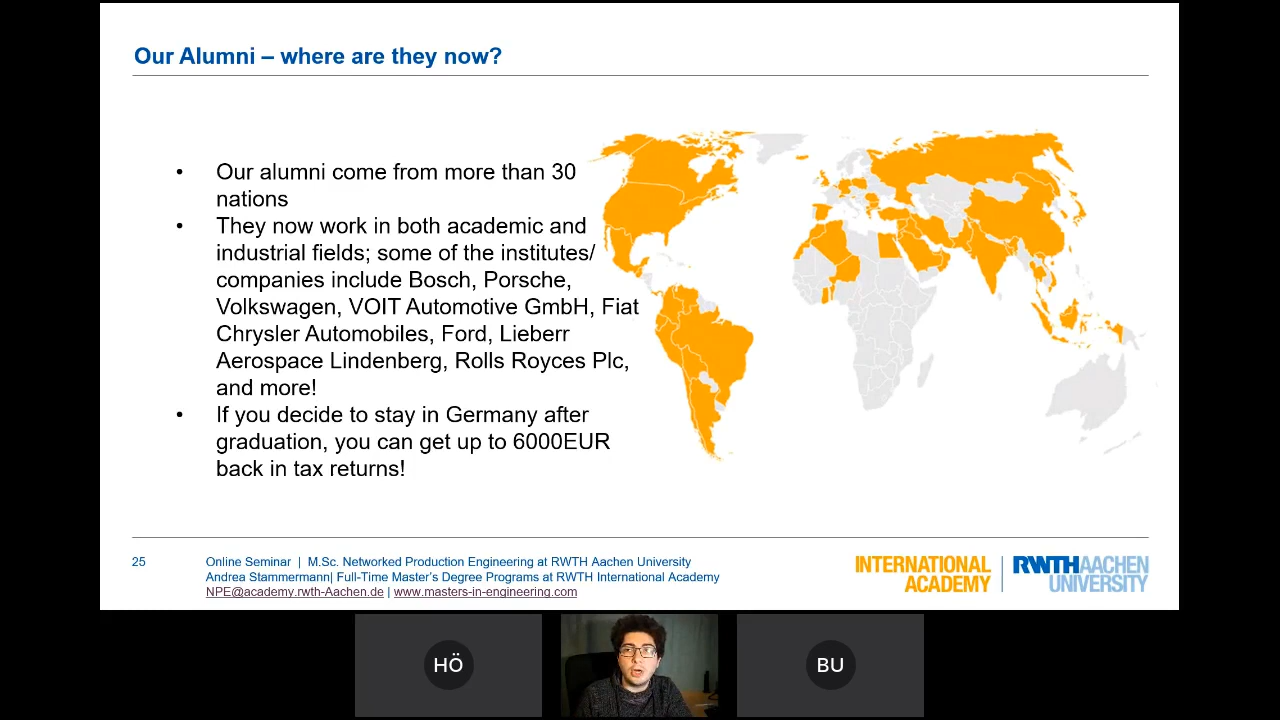 Our Alumni – where are they now?
• Our alumni come from more than 30
nations
• They now work in both academic and
industrial fields; some of the institutes/
companies include Bosch, Porsche,
Volkswagen, VOIT Automotive GmbH, Fiat
Chrysler Automobiles, Ford, Lieberr
Aerospace Lindenberg, Rolls Royces Plc,
and more!
• If you decide to stay in Germany after
graduation, you can get up to 6000EUR
back in tax returns!
25
Online Seminar | M.Sc. Networked Production Engineering at RWTH Aachen University
Andrea Stammermann| Full-Time Master's Degree Programs at RWTH International Academy
NPE@academy.rwth-Aachen.de | www.masters-in-engineering.com
INTERNATIONAL
ACADEMY
RWTHAACHEN
UNIVERSITY
HÖ
BU